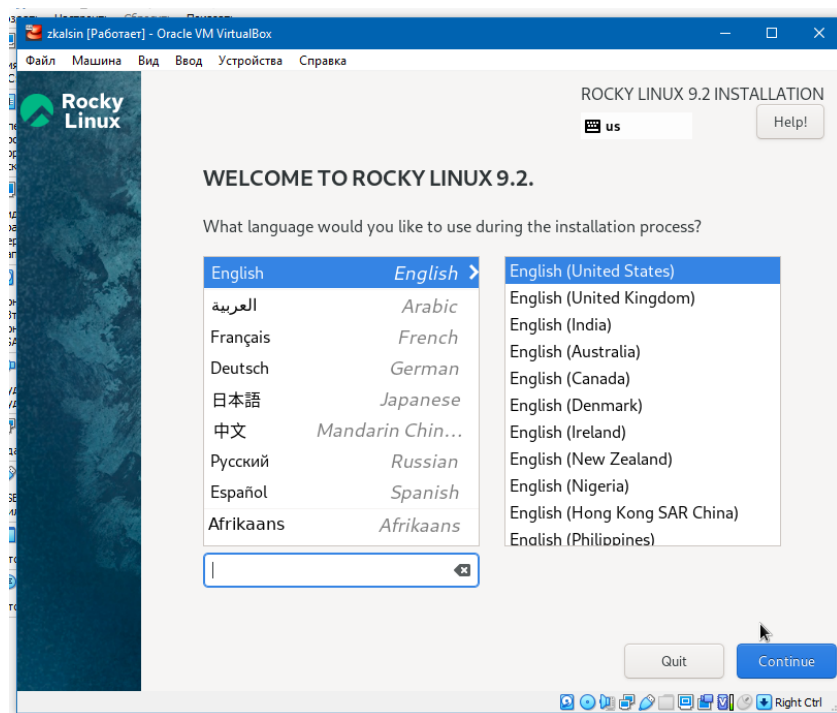 zkalsin [Работает] - Oracle VM VirtualBox
Файл Машина Вид Ввод Устройства Справка
Rocky
Linux
ROCKY LINUX 9.2 INSTALLATION
us
Help!
WELCOME TO ROCKY LINUX 9.2.
What language would you like to use during the installation process?
English English
العربية Arabic
Français French
Deutsch German
日本語 Japanese
中文 Mandarin Chin...
Русский Russian
Español Spanish
Afrikaans Afrikaans
English (United States)
English (United Kingdom)
English (India)
English (Australia)
English (Canada)
English (Denmark)
English (Ireland)
English (New Zealand)
English (Nigeria)
English (Hong Kong SAR China)
English (Philippines)
Quit
Continue
Right Ctrl